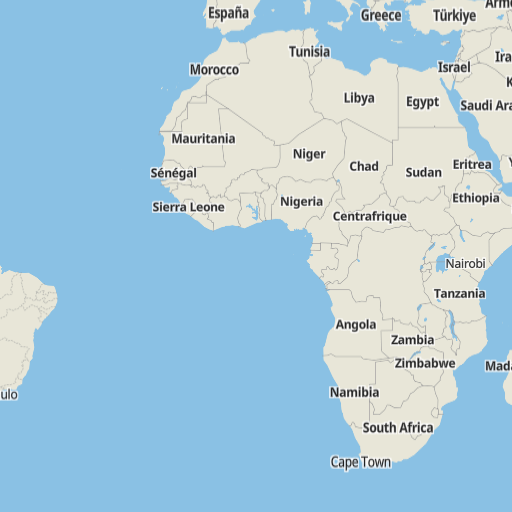 España
Greece
Türkiye
Arme
Tunisia
Morocco
Israel
Ira
K
Libya
Egypt
Saudi Ara
Mauritania
Niger
Chad
Sudan
Eritrea
Y
Sénégal
Sierra Leone
Nigeria
Centrafrique
Ethiopia
Nairobi
Tanzania
Angola
Zambia
Zimbabwe
Mada
Namibia
ulo
South Africa
Cape Town